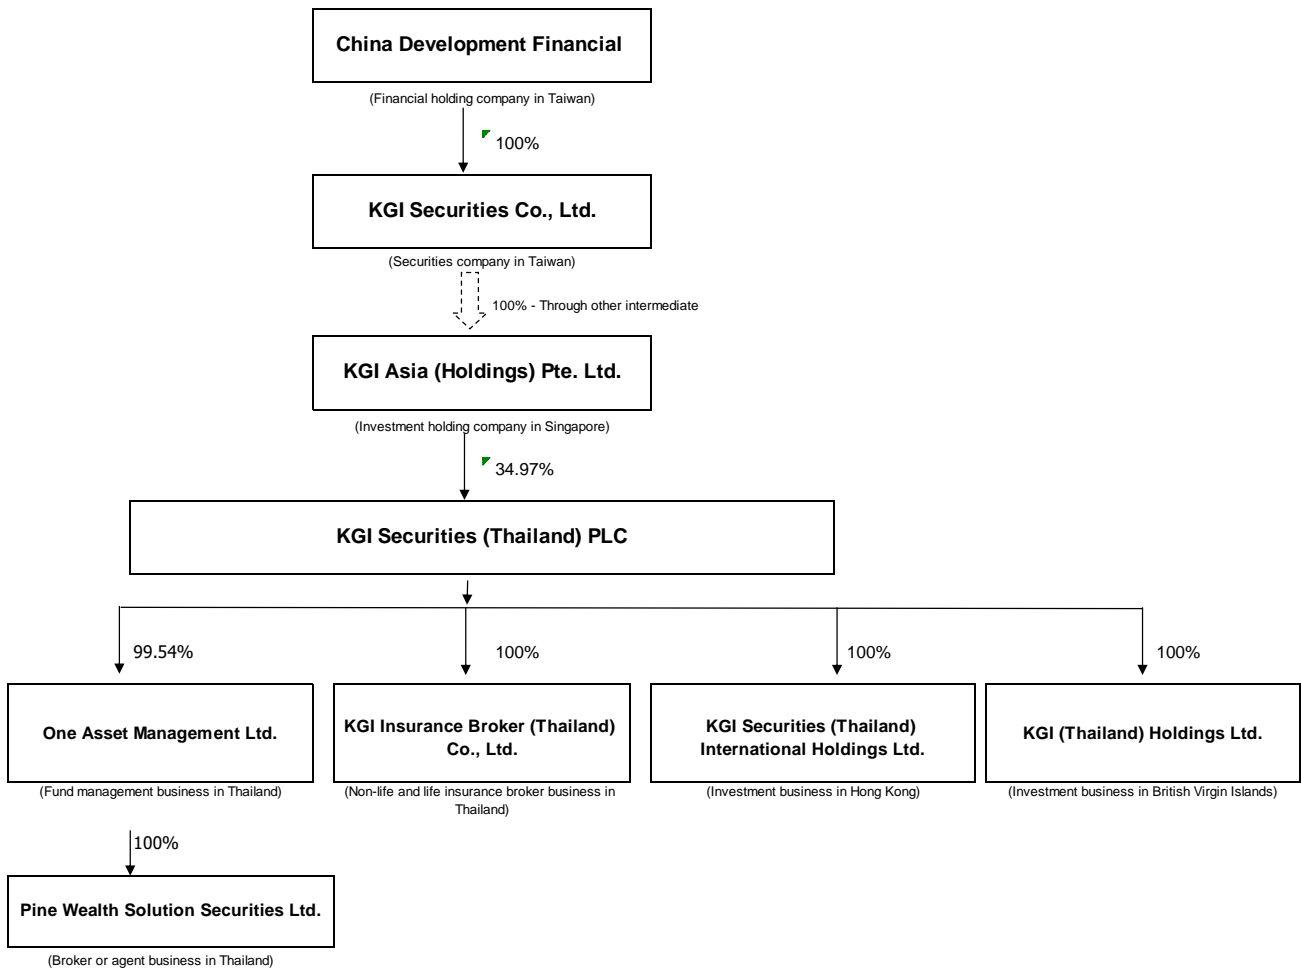 China Development Financial
(Financial holding company in Taiwan)
100%
KGI Securities Co., Ltd.
(Securities company in Taiwan)
100% - Through other intermediate
KGI Asia (Holdings) Pte. Ltd.
(Investment holding company in Singapore)
34.97%
KGI Securities (Thailand) PLC
99.54%
100%
100%
100%
One Asset Management Ltd.
(Fund management business in Thailand)
KGI Insurance Broker (Thailand)
Co., Ltd.
(Non-life and life insurance broker business in
Thailand)
KGI Securities (Thailand)
International Holdings Ltd.
(Investment business in Hong Kong)
KGI (Thailand) Holdings Ltd.
(Investment business in British Virgin Islands)
100%
Pine Wealth Solution Securities Ltd.
(Broker or agent business in Thailand)